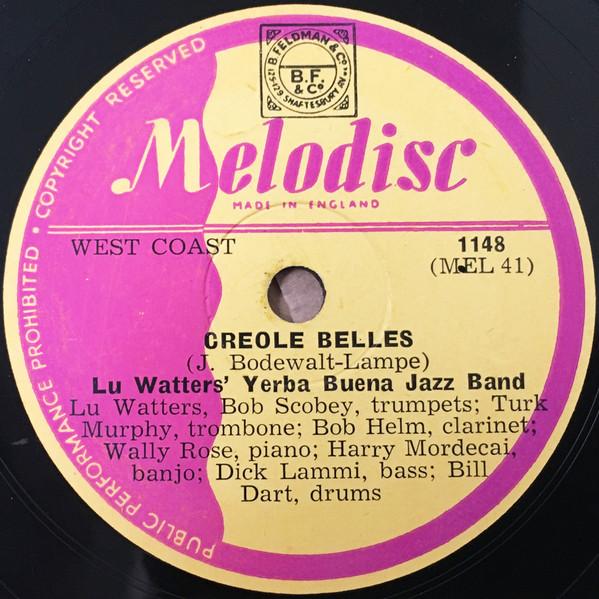 B. FELDMAN & Co
125-129 SHAFTESBURY AV.
B.F.
& Co
COPYRIGHT RESERVED
PUBLIC PERFORMANCE PROHIBITED •
Melodisc
MADE IN ENGLAND
WEST COAST
1148
(MEL 41)
CREOLE BELLES
(J. Bodewalt-Lampe)
Lu Watters' Yerba Buena Jazz Band
Lu Watters, Bob Scobey, trumpets; Turk
Murphy, trombone; Bob Helm, clarinet;
Wally Rose, piano; Harry Mordecai,
banjo; Dick Lammi, bass; Bill
Dart, drums